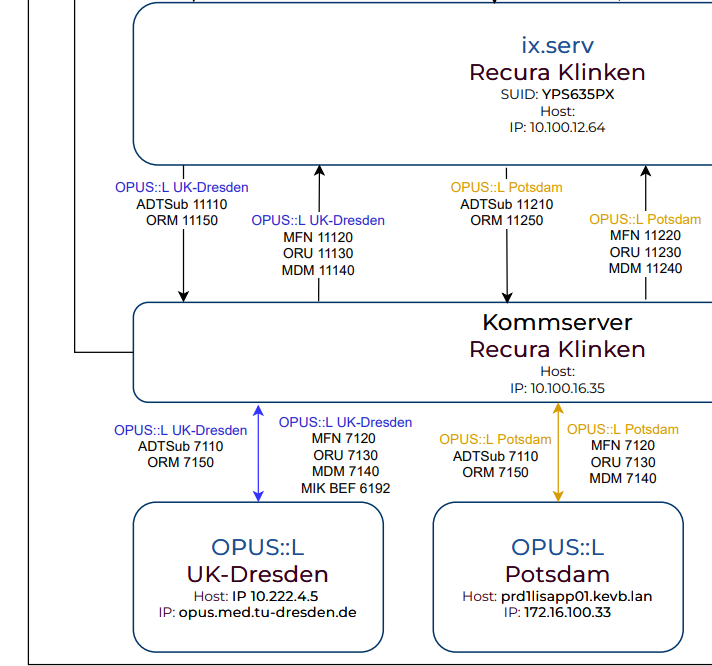 ix.serv
Recura Klinken
SUID: YPS635PX
Host:
IP: 10.100.12.64
OPUS::L UK-Dresden
ADTSub 11110
ORM 11150
OPUS::L UK-Dresden
MFN 11120
ORU 11130
MDM 11140
OPUS::L Potsdam
ADTSub 11210
ORM 11250
OPUS::L Potsdam
MFN 11220
ORU 11230
MDM 11240
Kommserver
Recura Klinken
Host:
IP: 10.100.16.35
OPUS::L UK-Dresden
ADTSub 7110
ORM 7150
OPUS::L UK-Dresden
MFN 7120
ORU 7130
MDM 7140
MIK BEF 6192
OPUS::L Potsdam
ADTSub 7110
ORM 7150
OPUS::L Potsdam
MFN 7120
ORU 7130
MDM 7140
OPUS::L
UK-Dresden
Host: IP 10.222.4.5
IP: opus.med.tu-dresden.de
OPUS::L
Potsdam
Host: prd1lisapp01.kevb.lan
IP: 172.16.100.33